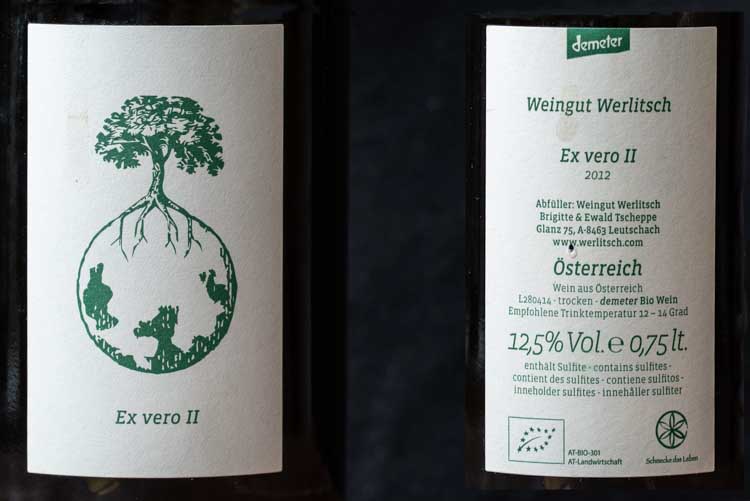 Ex vero II
demeter
Weingut Werlitsch
Ex vero II
2012
Abfüller: Weingut Werlitsch
Brigitte & Ewald Tscheppe
Glanz 75, A-8463 Leutschach
www.werlitsch.com
Österreich
Wein aus Österreich
L280414 - trocken - demeter Bio Wein
Empfohlene Trinktemperatur 12 – 14 Grad
12,5% Vol. e 0,75 lt.
enthält Sulfite - contains sulfites -
contient des sulfites - contiene sulfitos -
inneholder sulfites - innehåller sulfiter
AT-BIO-301
AT-Landwirtschaft
Schmecke das Leben